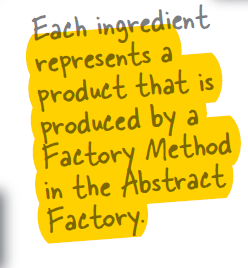 Each ingredient
represents a
product that is
produced by a
Factory Method
in the Abstract
Factory.